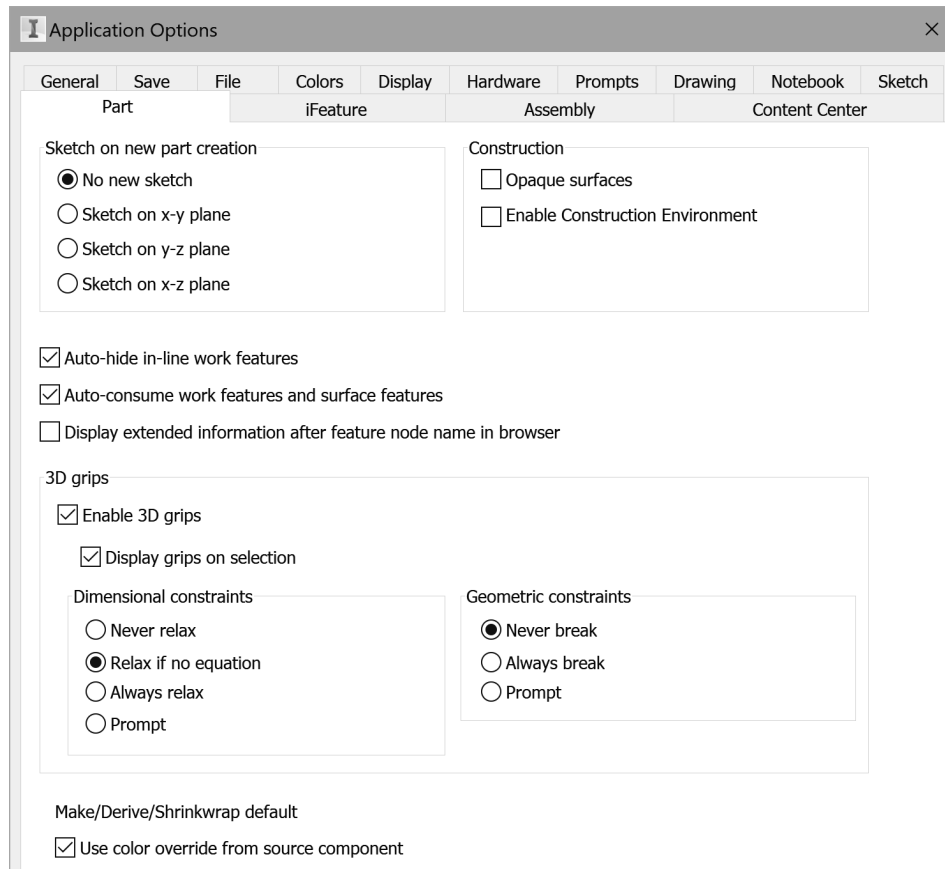 Application Options
General Save File Colors Display Hardware Prompts Drawing Notebook Sketch
Part iFeature Assembly Content Center
Sketch on new part creation
No new sketch
Sketch on x-y plane
Sketch on y-z plane
Sketch on x-z plane
Construction
Opaque surfaces
Enable Construction Environment
Auto-hide in-line work features
Auto-consume work features and surface features
Display extended information after feature node name in browser
3D grips
Enable 3D grips
Display grips on selection
Dimensional constraints
Never relax
Relax if no equation
Always relax
Prompt
Geometric constraints
Never break
Always break
Prompt
Make/Derive/Shrinkwrap default
Use color override from source component